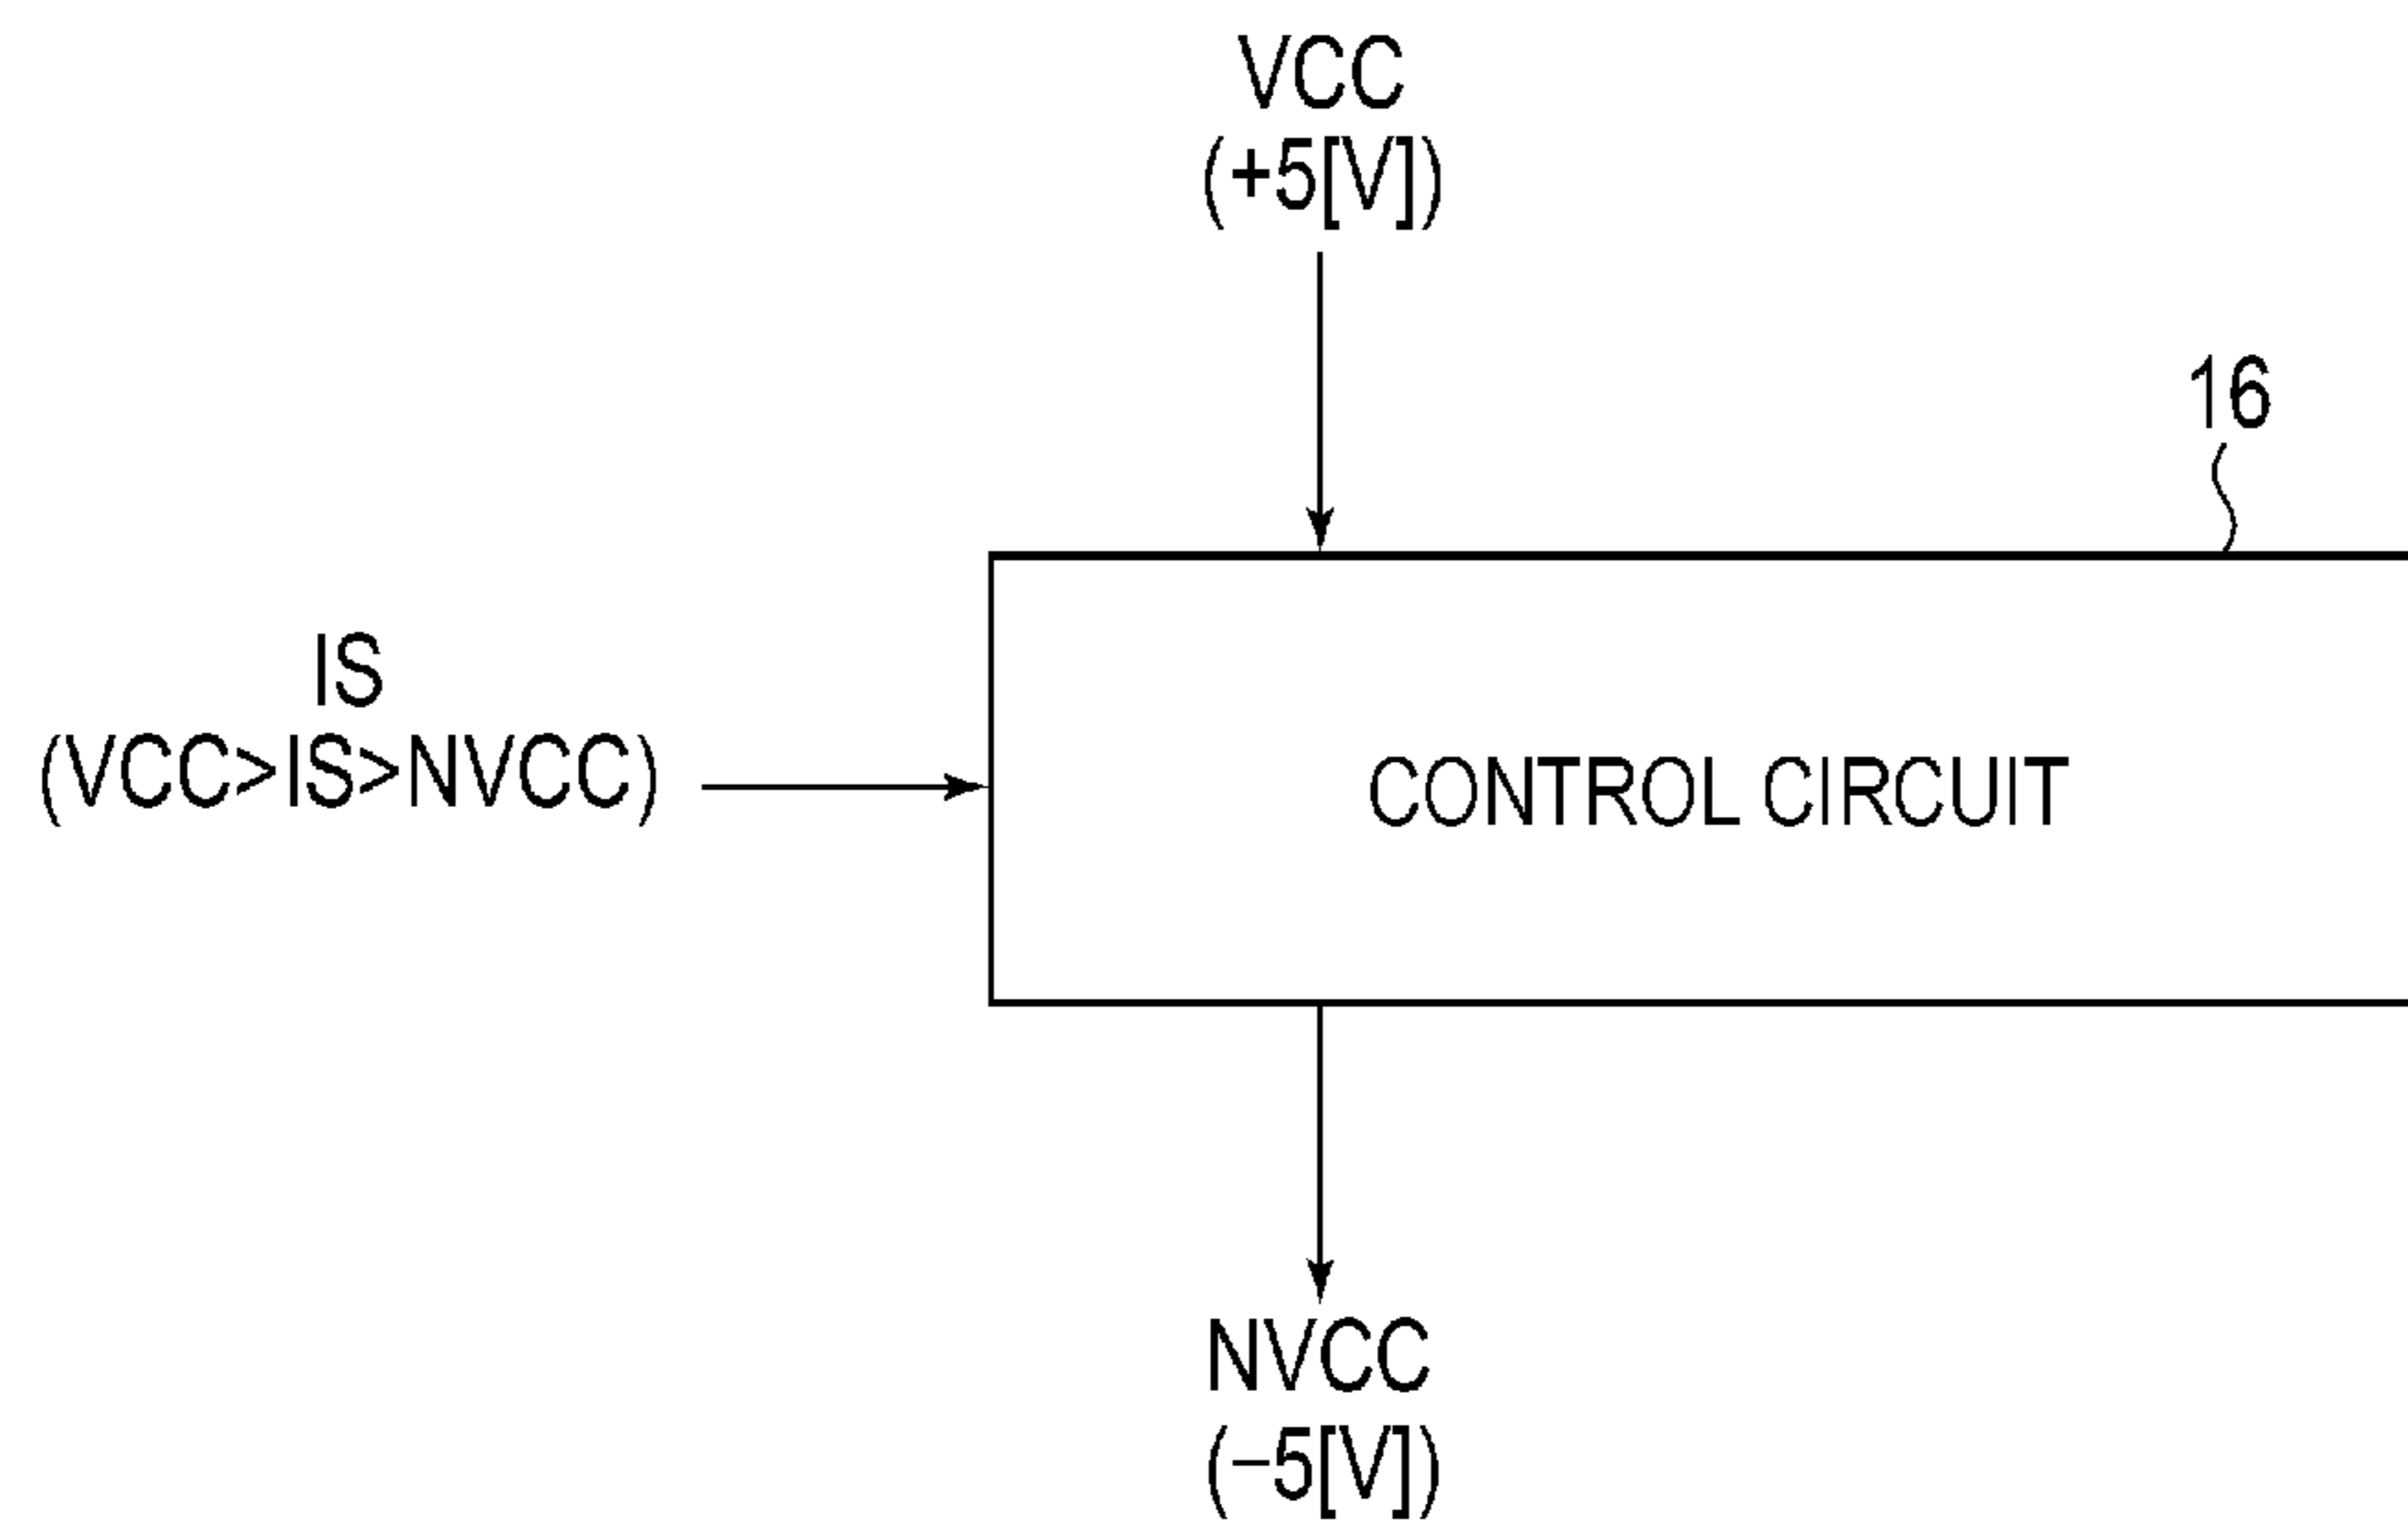 VCC
(+5[V])
16
IS
(VCC>IS>NVCC)
CONTROL CIRCUIT
NVCC
(−5[V])